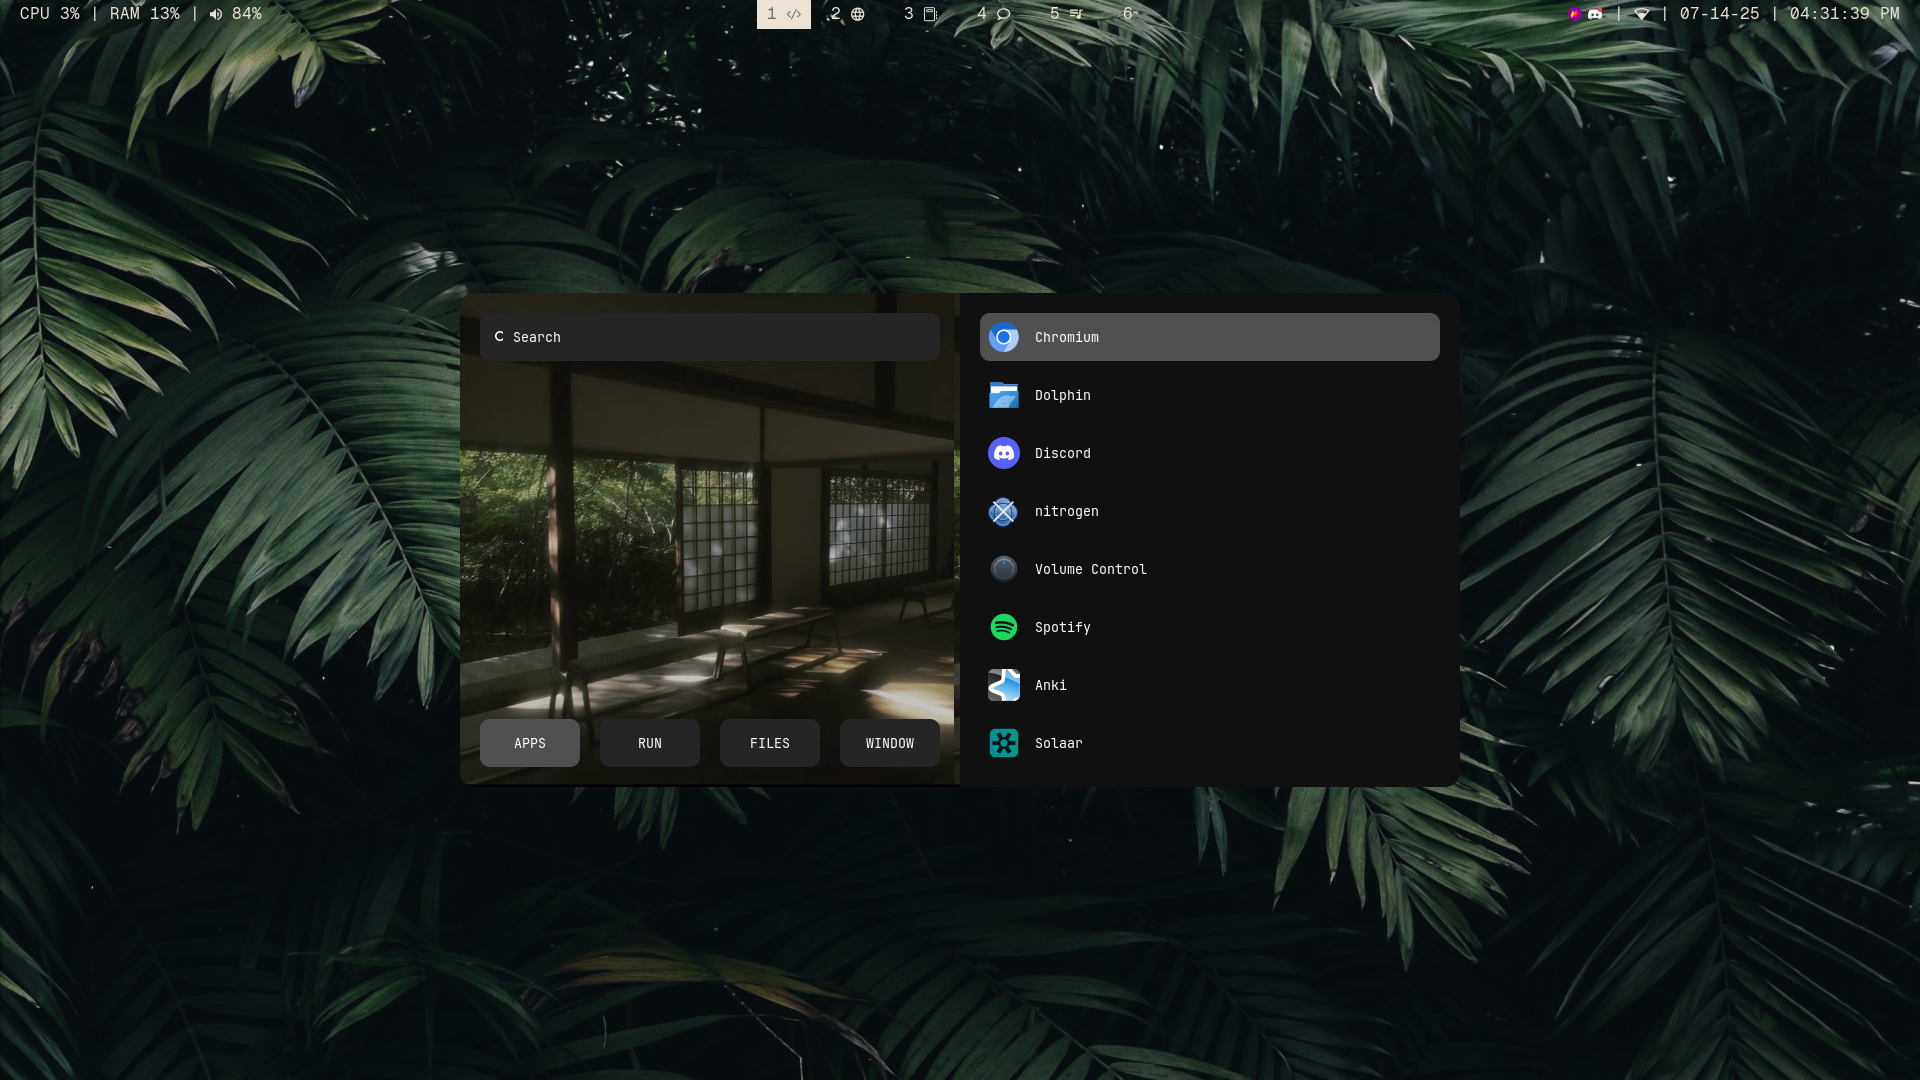 CPU 3% | RAM 13% | 84%
1 2 3 4 5 6
| | 07-14-25 | 04:31:39 PM
Search
Chromium
Dolphin
Discord
nitrogen
Volume Control
Spotify
Anki
Solaar
APPS RUN FILES WINDOW